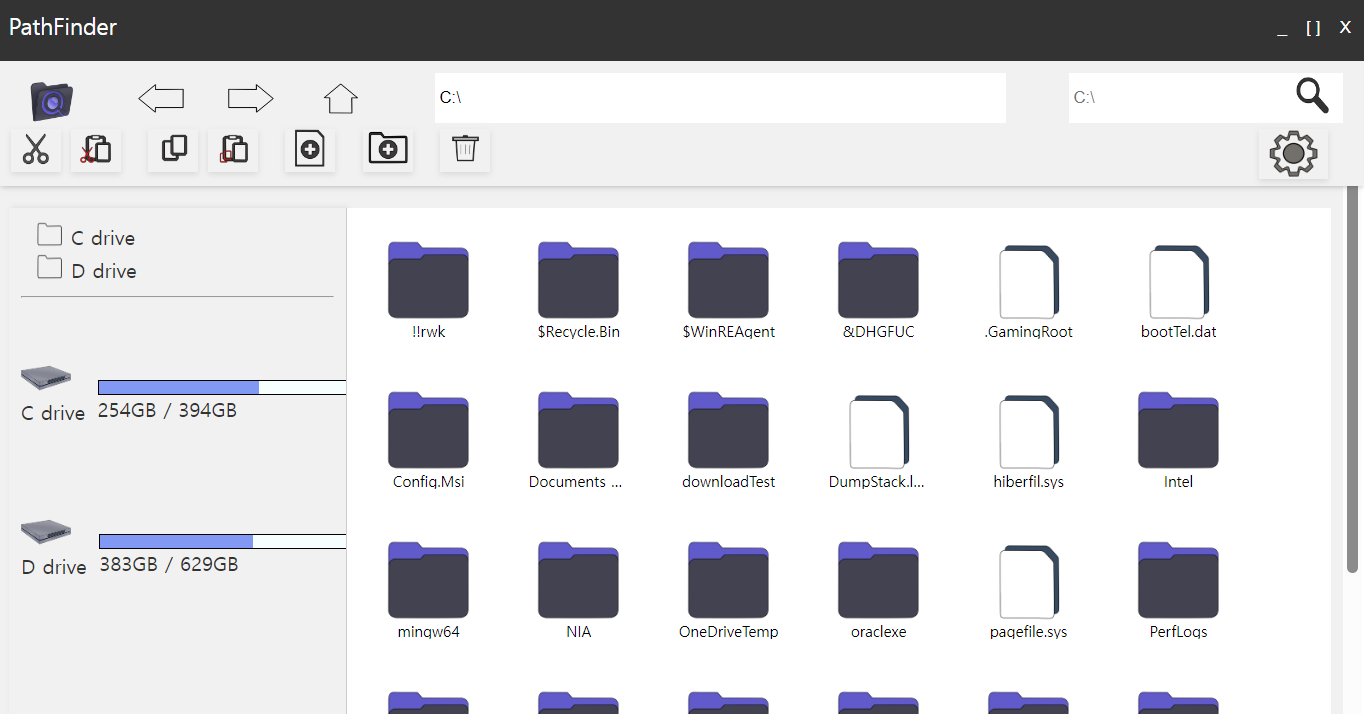 PathFinder
_ [ ] X
C:\
C:\
C drive
D drive
C drive 254GB / 394GB
D drive 383GB / 629GB
!!rwk $Recycle.Bin $WinREAgent &DHGFUC .GamingRoot bootTel.dat
Config.Msi Documents ... downloadTest DumpStack.l... hiberfil.sys Intel
mingw64 NIA OneDriveTemp oraclexe pagefile.sys PerfLogs